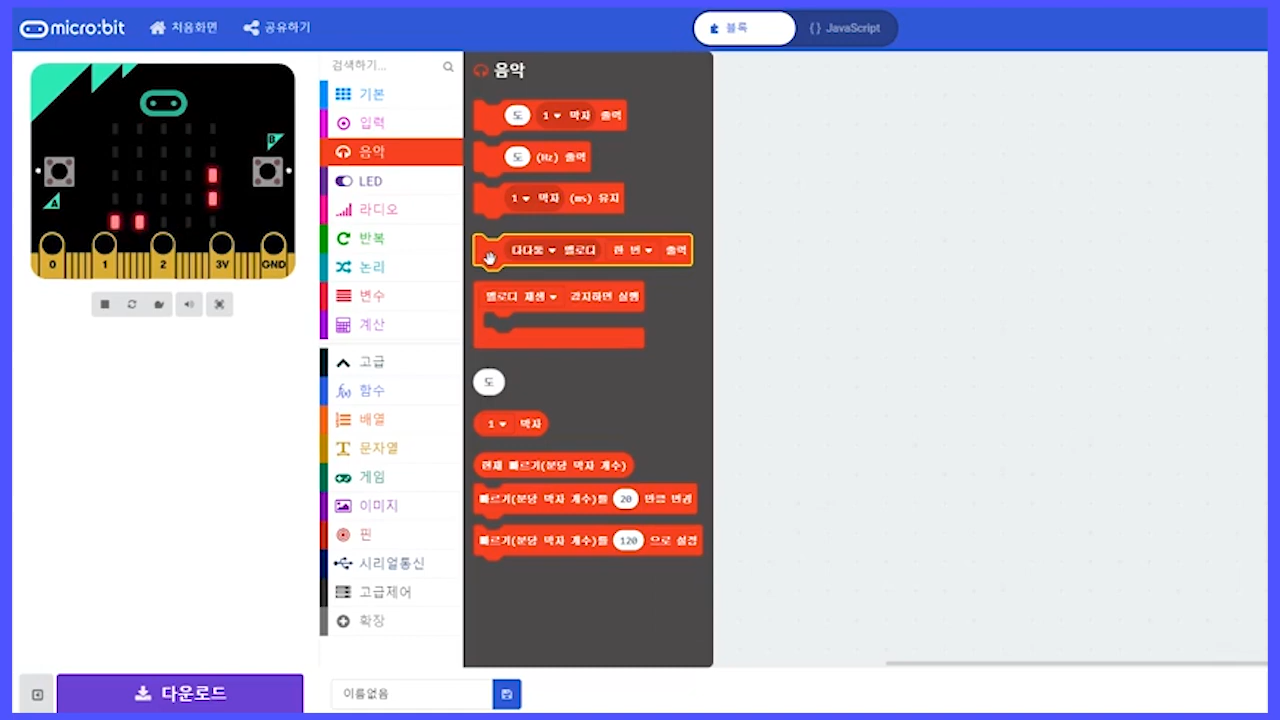 micro:bit 처음화면 공유하기 블록 {} JavaScript
B
A
0 1 2 3V GND
검색하기...
기본
입력
음악
LED
라디오
반복
논리
변수
계산
고급
함수
배열
문자열
게임
이미지
핀
시리얼통신
고급제어
확장
음악
도 1 박자 출력
도 (Hz) 출력
1 박자 (ms) 유지
다다둠 멜로디 한 번 출력
멜로디 재생 감지하면 실행
도
1 박자
현재 빠르기(분당 박자 개수)
빠르기(분당 박자 개수)를 20 만큼 변경
빠르기(분당 박자 개수)를 120 으로 설정
다운로드
이름없음